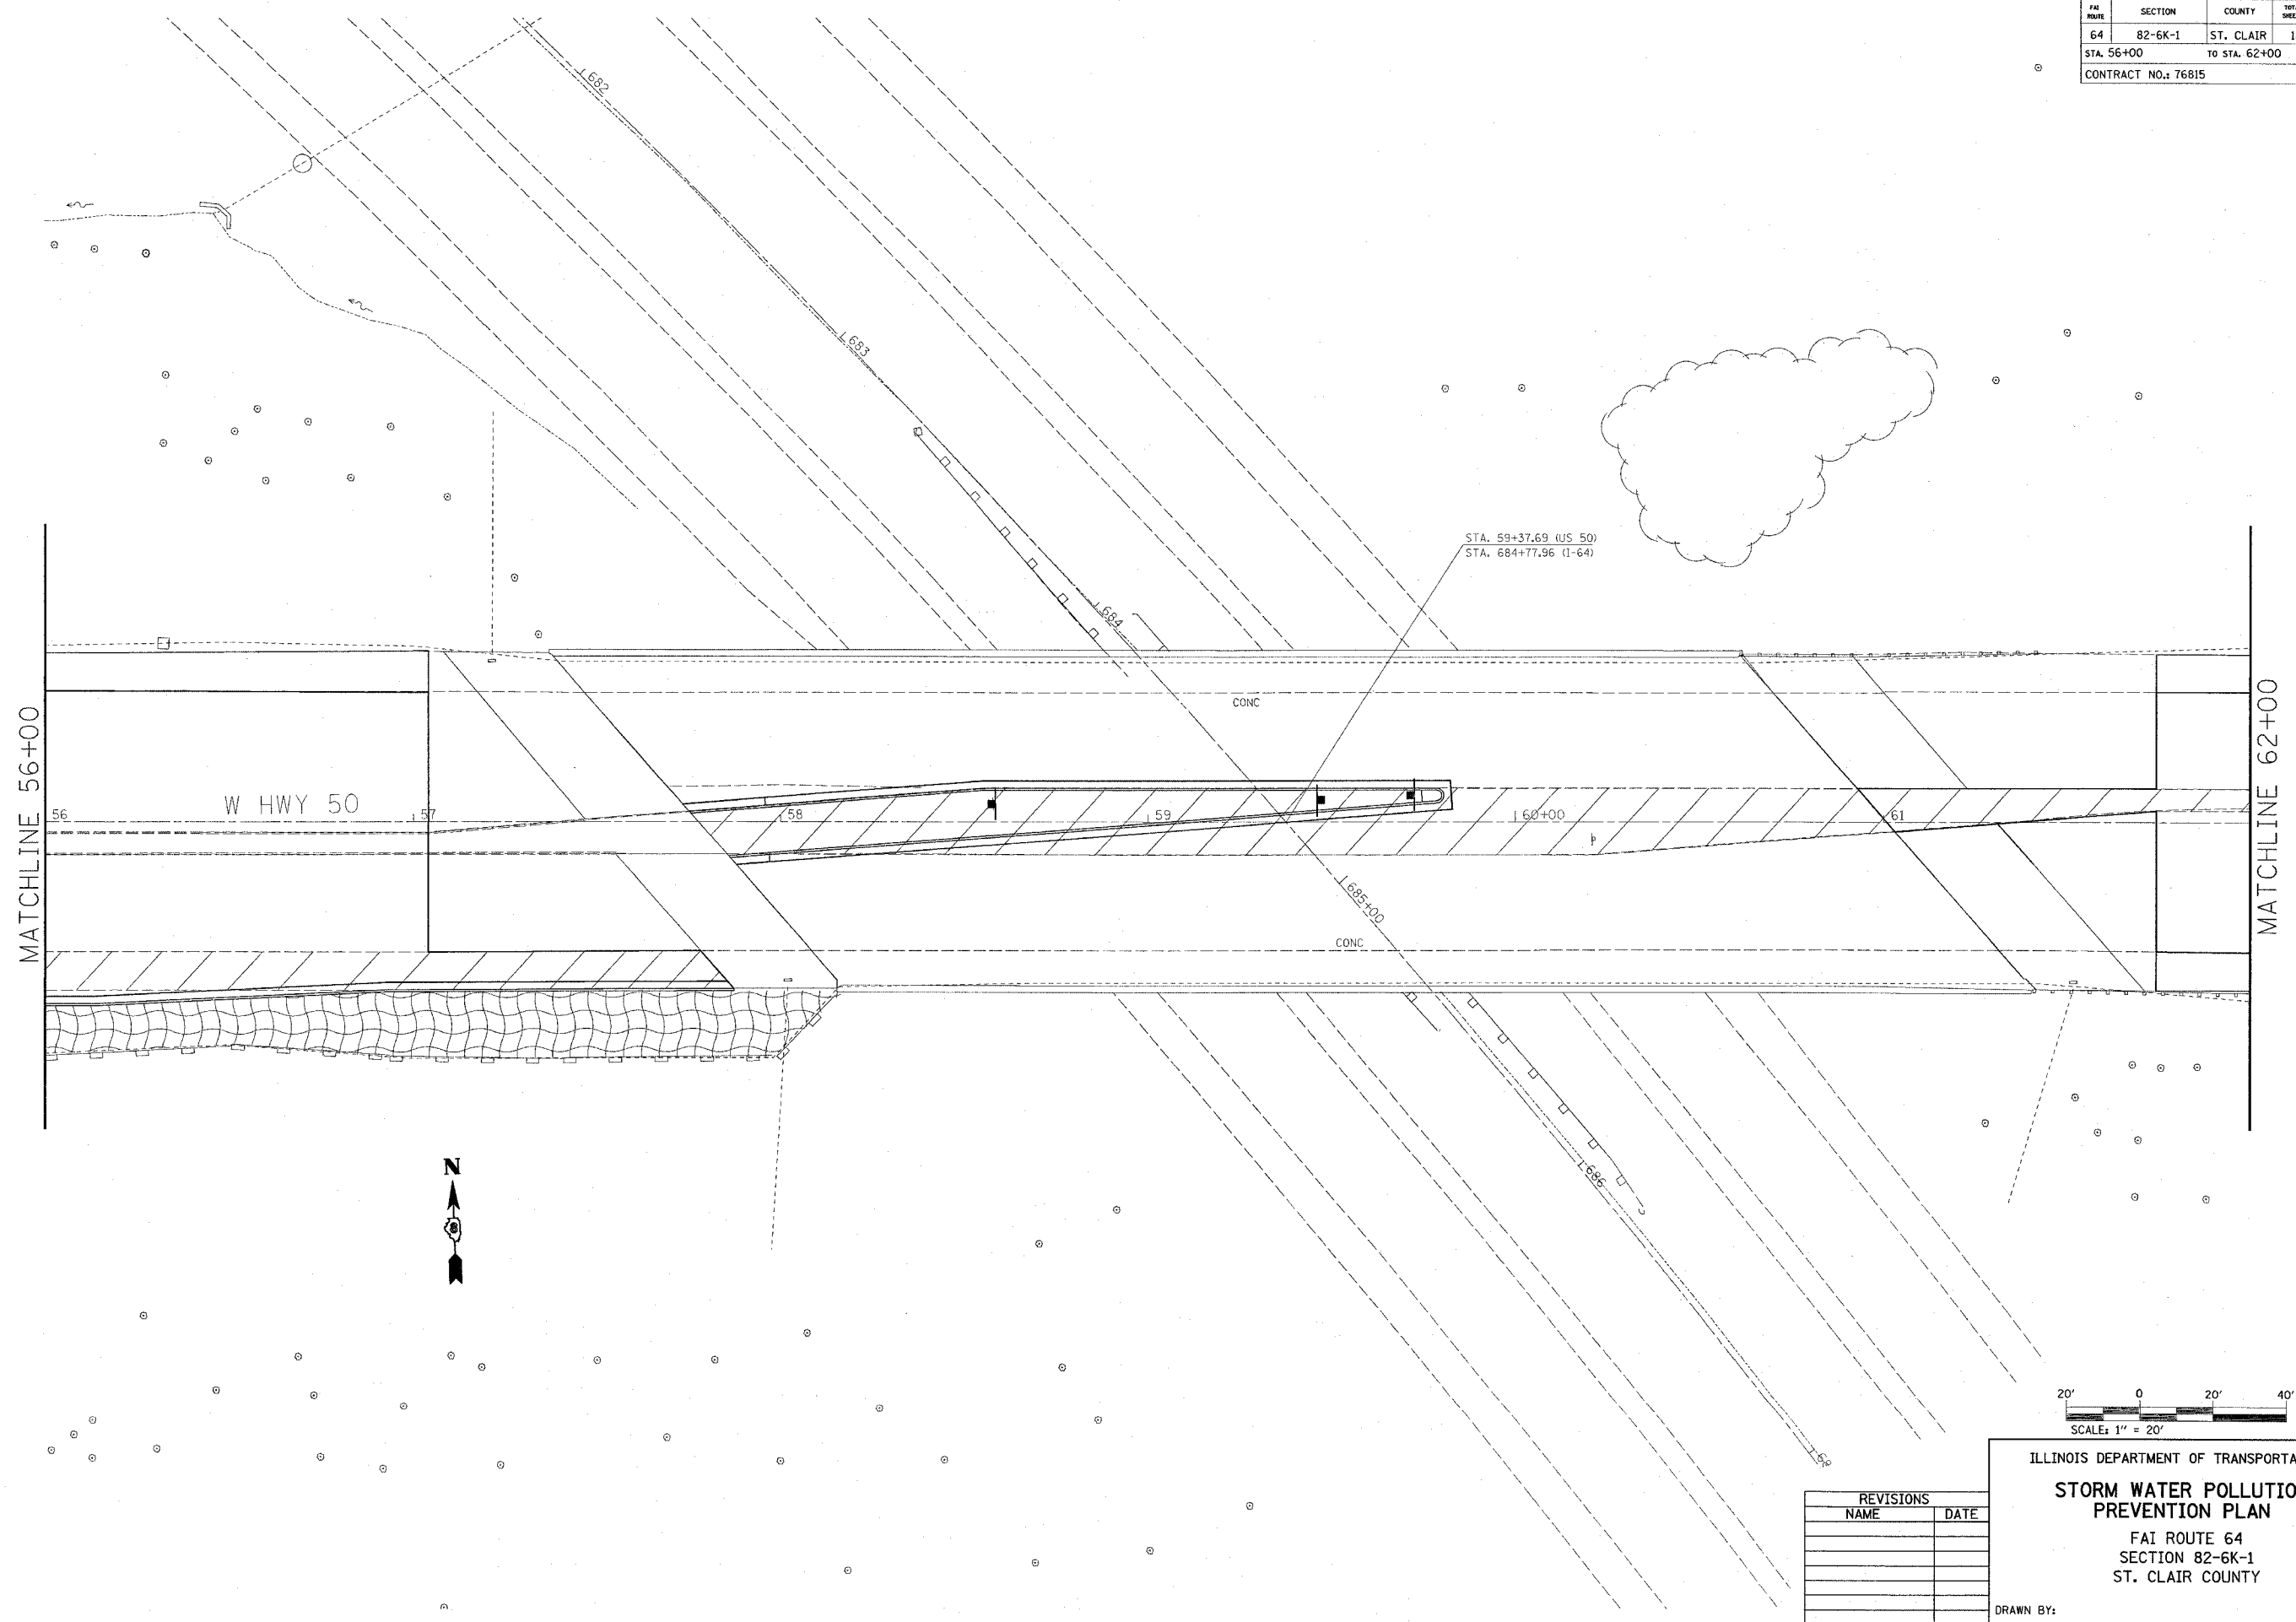 FAI ROUTE SECTION COUNTY
64 82-6K-1 ST. CLAIR 1
STA. 56+00 TO STA. 62+00
CONTRACT NO.: 76815
682
683
STA. 59+37.69 (US 50)
STA. 684+77.96 (I-64)
684
CONC
MATCHLINE 56+00
MATCHLINE 62+00
W HWY 50
56
57
58
59
60+00
61
685+00
CONC
686
N
20' 0 20' 40'
SCALE: 1" = 20'
ILLINOIS DEPARTMENT OF
STORM WATER
PREVENTION PLAN
FAI ROUTE 64
SECTION 82-6K-1
ST. CLAIR COUNTY
REVISIONS
NAME DATE
DRAWN BY: